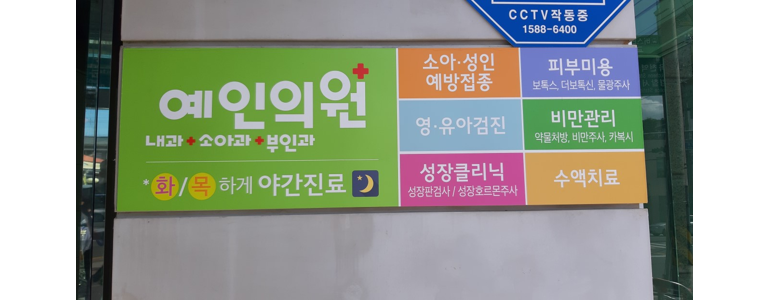 CCTV작동중
1588-6400
예인의원
내과+소아과+부인과
*화/목 하게 야간진료
소아·성인
예방접종
피부미용
보톡스, 더보톡신, 물광주사
영·유아검진
비만관리
약물처방, 비만주사, 카복시
성장클리닉
성장판검사 / 성장호르몬주사
수액치료